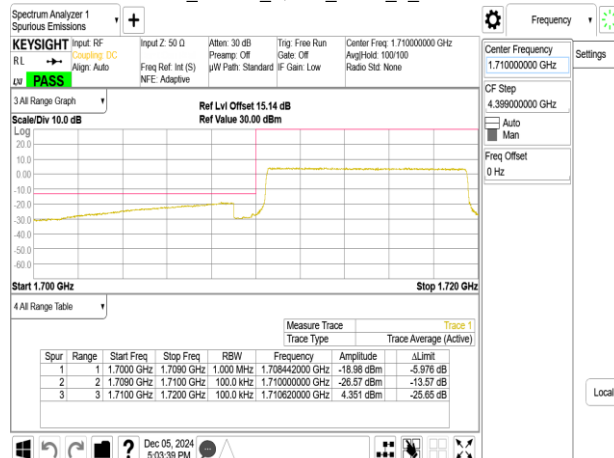 Spectrum Analyzer 1
Spurious Emissions
Frequency
KEYSIGHT Input: RF Input Z: 50 Ω Atten: 30 dB Trig: Free Run Center Freq: 1.710000000 GHz
RL Coupling: DC Preamp: Off Gate: Off Avg|Hold: 100/100
Align: Auto Freq Ref: Int (S) µW Path: Standard IF Gain: Low Radio Std: None
LXI PASS NFE: Adaptive
Center Frequency
1.710000000 GHz
Settings
CF Step
4.399000000 GHz
Auto
Man
Freq Offset
0 Hz
3 All Range Graph
Ref Lvl Offset 15.14 dB
Scale/Div 10.0 Ref Value 30.00 dBm
Log
20.0
10.0
0.00
-10.0
-20.0
-30.0
-40.0
-50.0
-60.0
Start 1.700 GHz Stop 1.720 GHz
4 All Range Table
Measure Trace Trace 1
Trace Type Trace Average (Active)
Spur Range Start Freq Stop Freq RBW Frequency Amplitude ΔLimit
1 1 1.7000 GHz 1.7090 GHz 1.000 MHz 1.708442000 GHz -18.98 dBm -5.976 dB
2 2 1.7090 GHz 1.7100 GHz 100.0 kHz 1.710000000 GHz -26.57 dBm -13.57 dB
3 3 1.7100 GHz 1.7200 GHz 100.0 kHz 1.710620000 GHz 4.351 dBm -25.65 dB
Local
Dec 05, 2024
5:03:39 PM